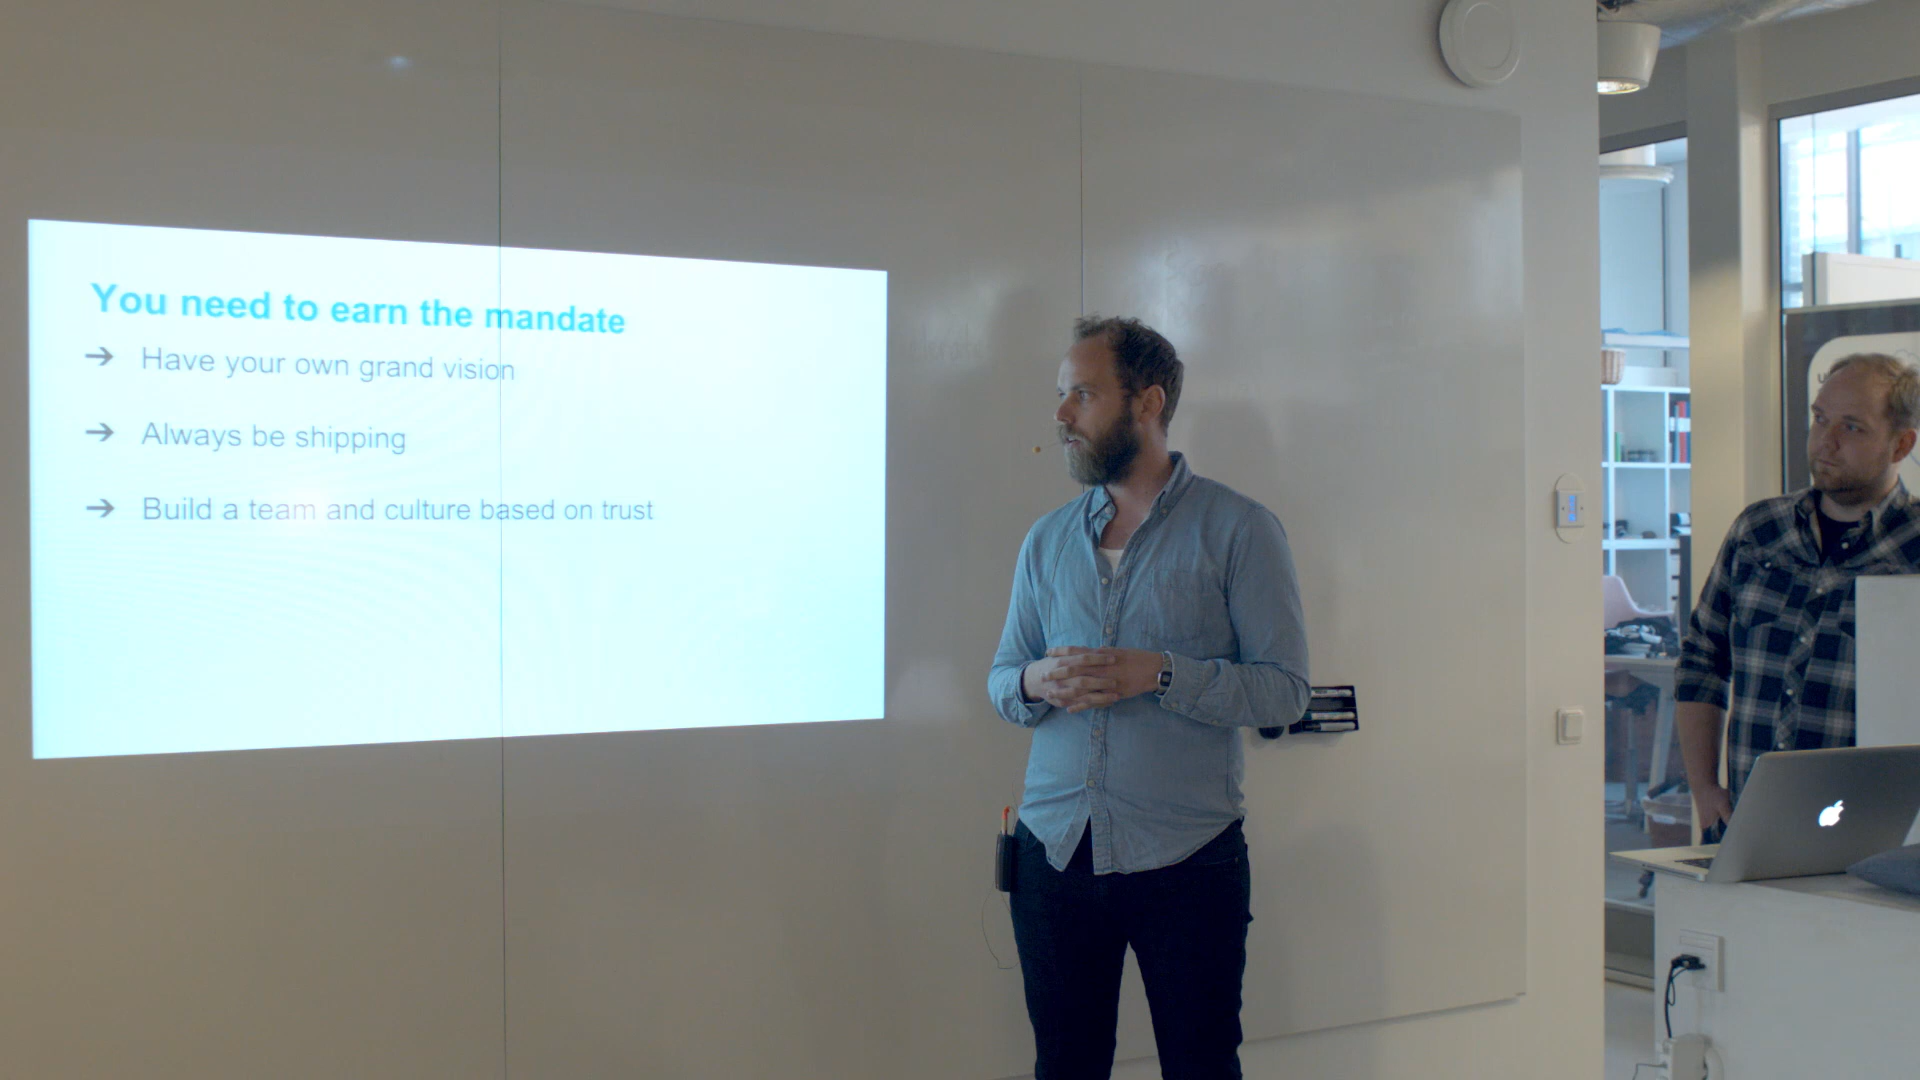 You need to earn the mandate
➔ Have your own grand vision
➔ Always be shipping
➔ Build a team and culture based on trust